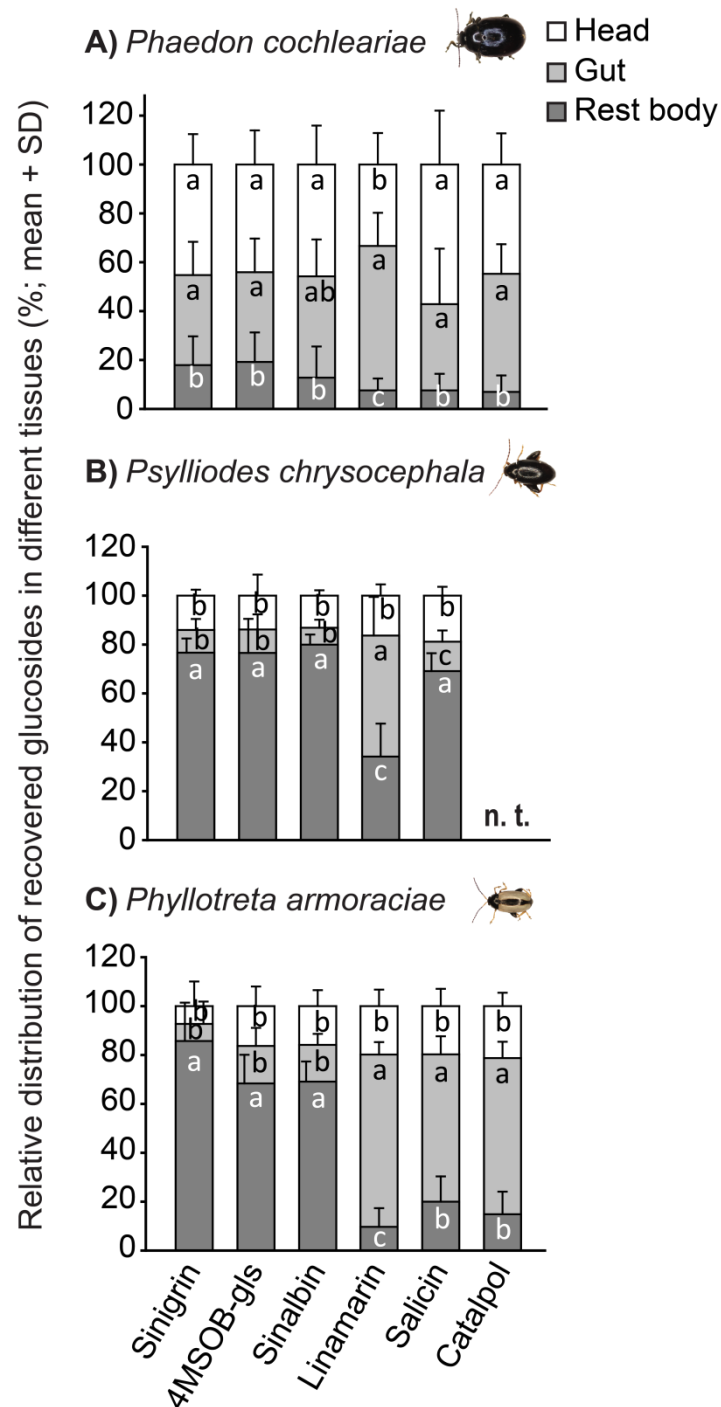 A) Phaedon cochleariae
Head
Gut
Rest body
Relative distribution of recovered glucosides in different tissues (%; mean + SD)
120
100
80
60
40
20
0
a a a b a a
a a ab a a a
b b b c b b
B) Psylliodes chrysocephala
120
100
80
60
40
20
0
b b b b b
b b b a c
a a a c a
n. t.
C) Phyllotreta armoraciae
120
100
80
60
40
20
0
b b b b b b
b b b a a a
a a a c b b
Sinigrin
4MSOB-gls
Sinalbin
Linamarin
Salicin
Catalpol